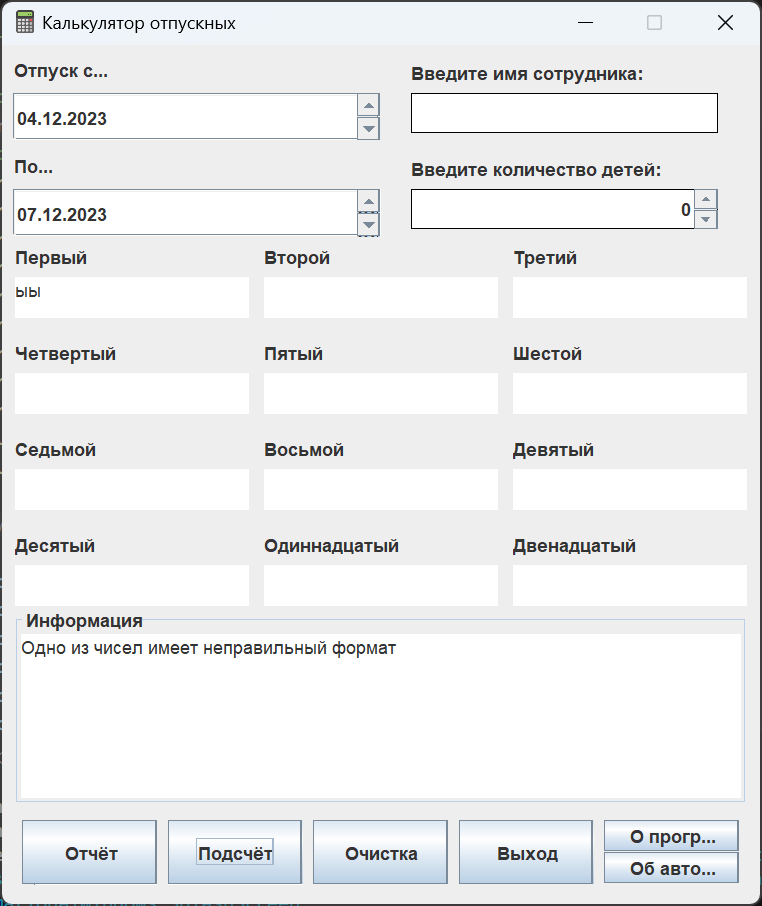 Калькулятор отпускных
Отпуск с...
Введите имя сотрудника:
04.12.2023
По...
Введите количество детей:
07.12.2023
0
Первый
Второй
Третий
ыы
Четвертый
Пятый
Шестой
Седьмой
Восьмой
Девятый
Десятый
Одиннадцатый
Двенадцатый
Информация
Одно из чисел имеет неправильный формат
Отчёт
Подсчёт
Очистка
Выход
О прогр...
Об авто...